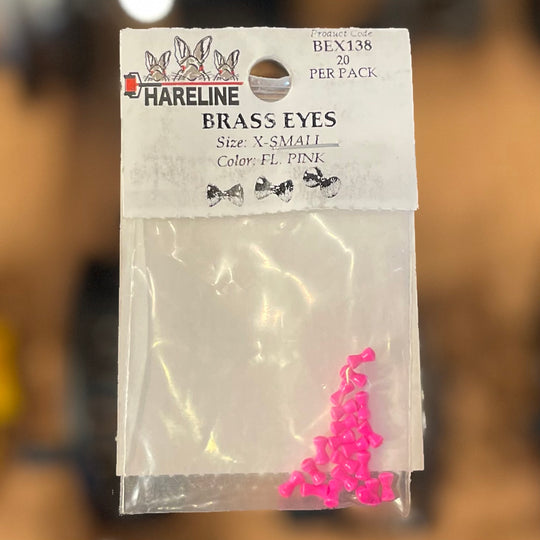 Product Code
BEX138
20
PER PACK
HARELINE
BRASS EYES
Size: X-SMALL
Color: FL. PINK